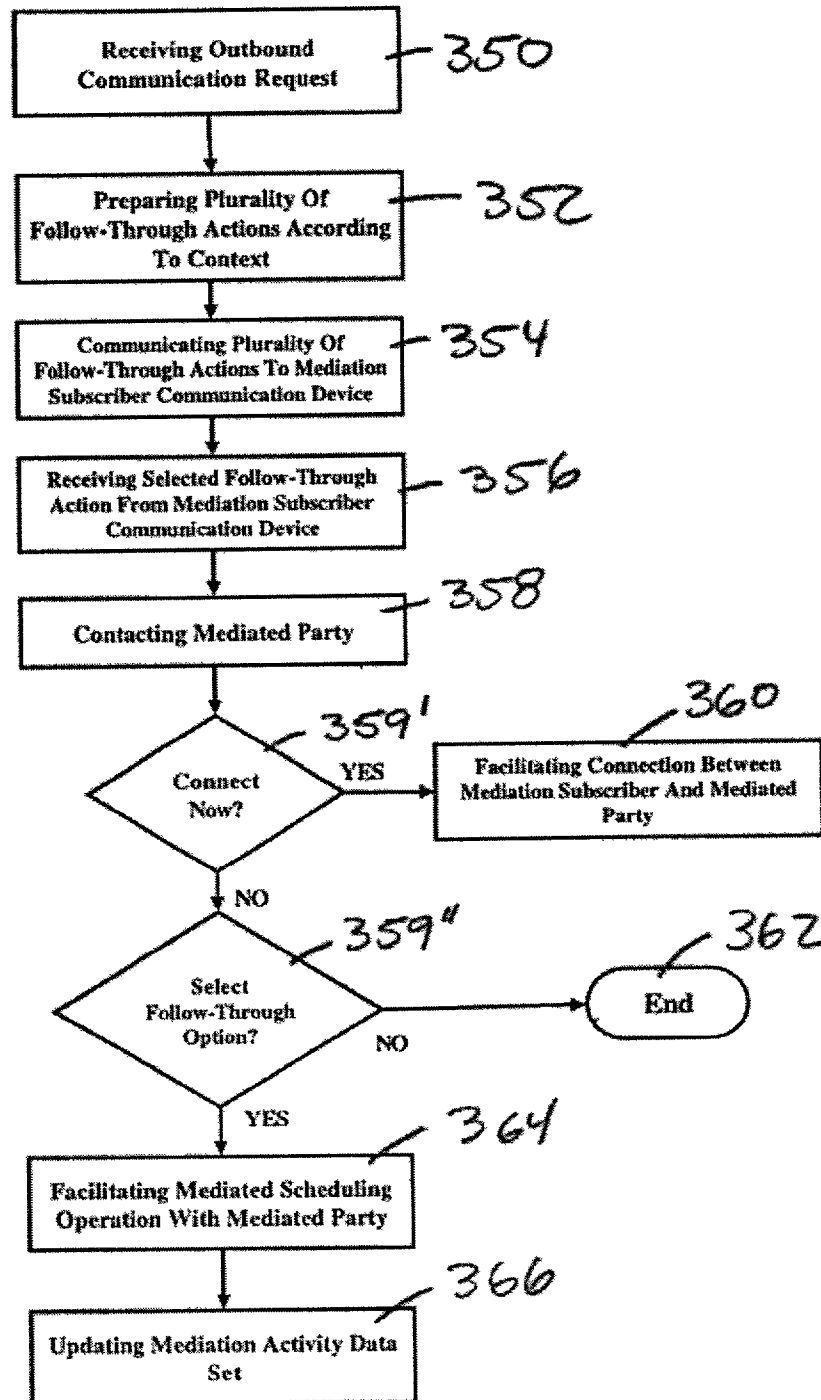 Receiving Outbound
Communication Request
350
Preparing Plurality Of
Follow-Through Actions According
To Context
352
Communicating Plurality Of
Follow-Through Actions To Mediation
Subscriber Communication Device
354
Receiving Selected Follow-Through
Action From Mediation Subscriber
Communication Device
356
Contacting Mediated Party
358
Connect
Now?
359'
YES
Facilitating Connection Between
Mediation Subscriber And Mediated
Party
360
NO
Select
Follow-Through
Option?
359"
NO
End
362
YES
Facilitating Mediated Scheduling
Operation With Mediated Party
364
Updating Mediation Activity Data
Set
366